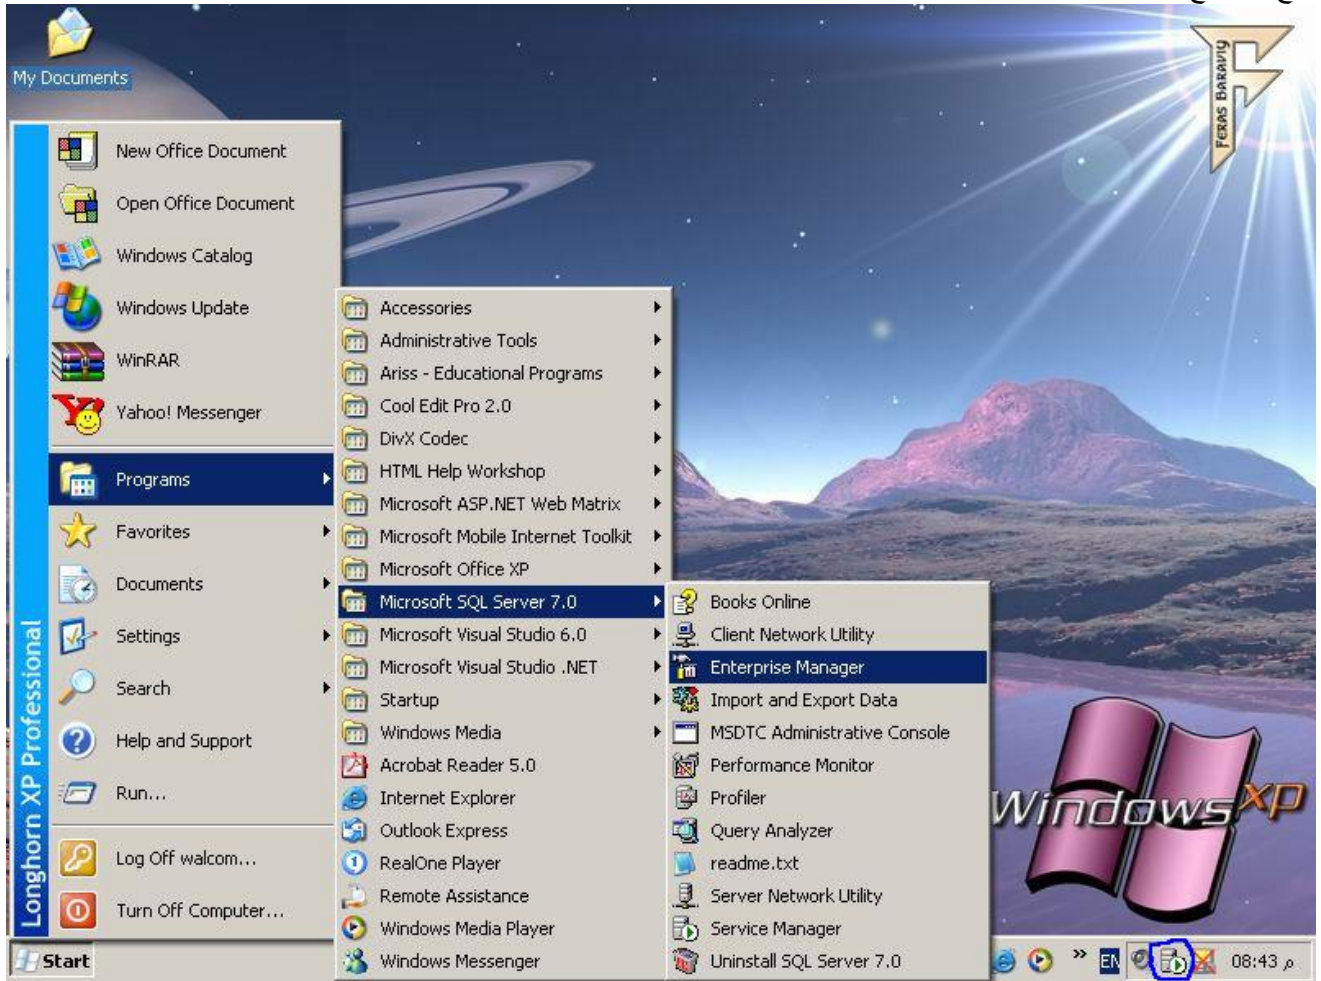 My Documents
FERAS BARAVIG
New Office Document
Open Office Document
Windows Catalog
Windows Update
WinRAR
Yahoo! Messenger
Programs
Favorites
Documents
Settings
Search
Help and Support
Run...
Log Off walcom...
Turn Off Computer...
Longhorn XP Professional
Accessories
Administrative Tools
Ariss - Educational Programs
Cool Edit Pro 2.0
DivX Codec
HTML Help Workshop
Microsoft ASP.NET Web Matrix
Microsoft Mobile Internet Toolkit
Microsoft Office XP
Microsoft SQL Server 7.0
Microsoft Visual Studio 6.0
Microsoft Visual Studio .NET
Startup
Windows Media
Acrobat Reader 5.0
Internet Explorer
Outlook Express
RealOne Player
Remote Assistance
Windows Media Player
Windows Messenger
Books Online
Client Network Utility
Enterprise Manager
Import and Export Data
MSDTC Administrative Console
Performance Monitor
Profiler
Query Analyzer
readme.txt
Server Network Utility
Service Manager
Uninstall SQL Server 7.0
Windows xp
Start
EN
08:43 م